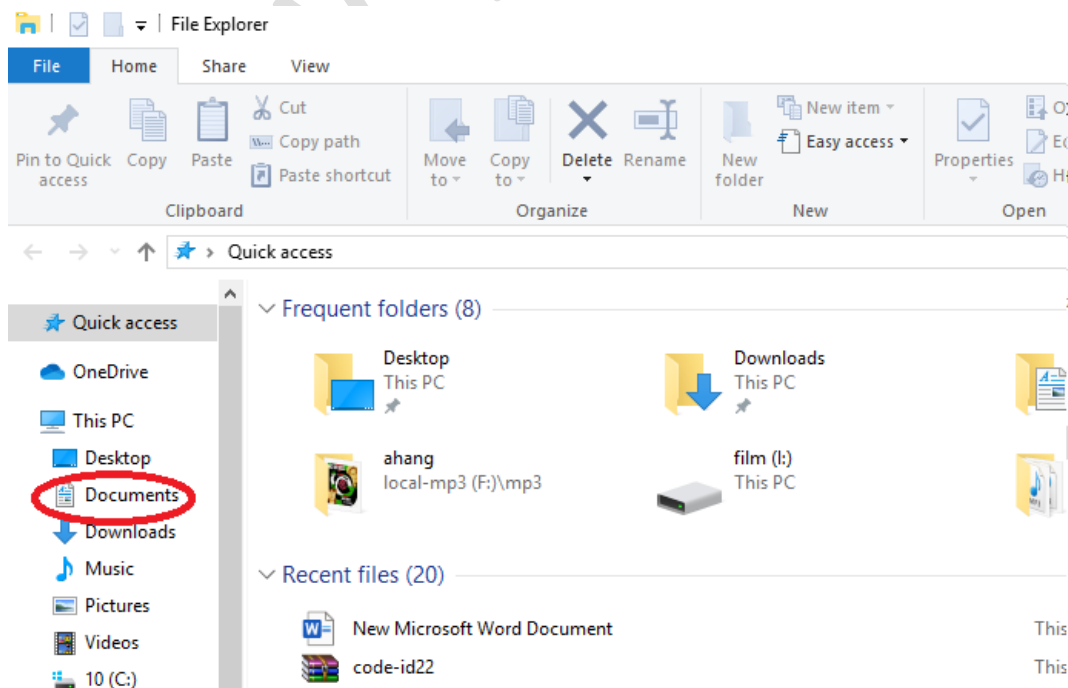 File Explorer
File Home Share View
Pin to Quick access
Copy
Paste
Cut
Copy path
Paste shortcut
Move to
Copy to
Delete
Rename
New folder
New item
Easy access
Properties
Clipboard Organize New Open
Quick access
Quick access
OneDrive
This PC
Desktop
Documents
Downloads
Music
Pictures
Videos
10 (C:)
Frequent folders (8)
Desktop
This PC
Downloads
This PC
ahang
local-mp3 (F:)\mp3
film (I:)
This PC
Recent files (20)
New Microsoft Word Document This
code-id22 This